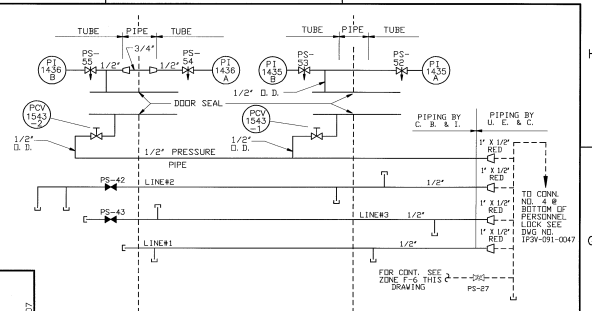 TUBE PIPE TUBE
TUBE PIPE TUBE
3/4"
PI 1436 B
PS-55
1/2"
1/2"
PS-54
PI 1436 A
PI 1435 B
PS-53
PS-52
PI 1435 A
1/2" O. D.
DOOR SEAL
PCV 1543 -2
PCV 1543 -1
PIPING BY C. B. & I.
PIPING BY U. E. & C.
1/2" O. D.
1/2" O. D.
1/2" PRESSURE
PIPE
1" X 1/2" RED
PS-42
LINE#2
1/2"
1" X 1/2" RED
PS-43
LINE#3
1/2"
1" X 1/2" RED
LINE#1
1/2"
1" X 1/2" RED
TO CONN.
NO. 4 @
BOTTOM OF
PERSONNEL
LOCK SEE
DWG NO.
IP3V-091-0047
FOR CONT. SEE
ZONE F-6 THIS
DRAWING
PS-27
H
G
07